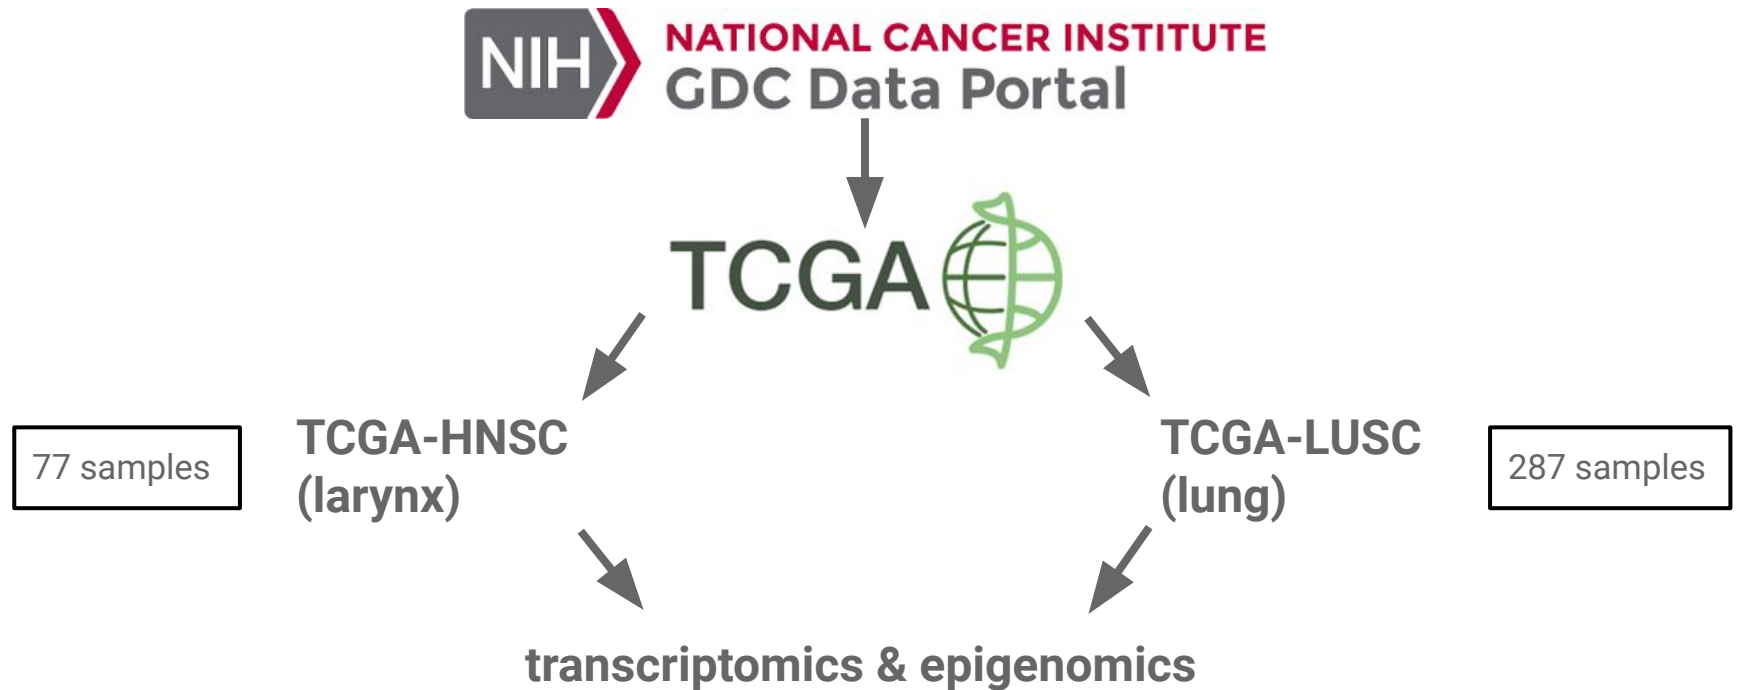 NIH
NATIONAL CANCER INSTITUTE
GDC Data Portal
TCGA
TCGA-HNSC
(larynx)
77 samples
TCGA-LUSC
(lung)
287 samples
transcriptomics & epigenomics